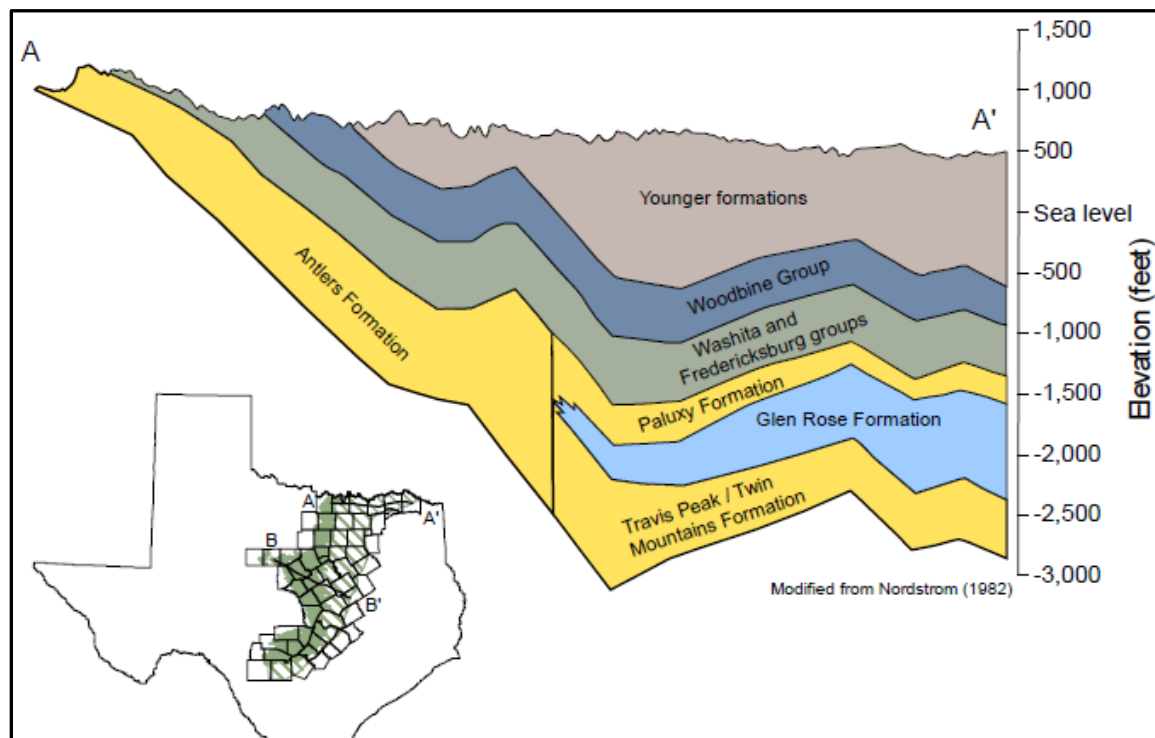 A
A'
1,500
1,000
500
Sea level
-500
-1,000
-1,500
-2,000
-2,500
-3,000
Elevation (feet)
Younger formations
Woodbine Group
Washita and
Fredericksburg groups
Antlers Formation
Paluxy Formation
Glen Rose Formation
Travis Peak / Twin
Mountains Formation
A
A'
B
B'
Modified from Nordstrom (1982)